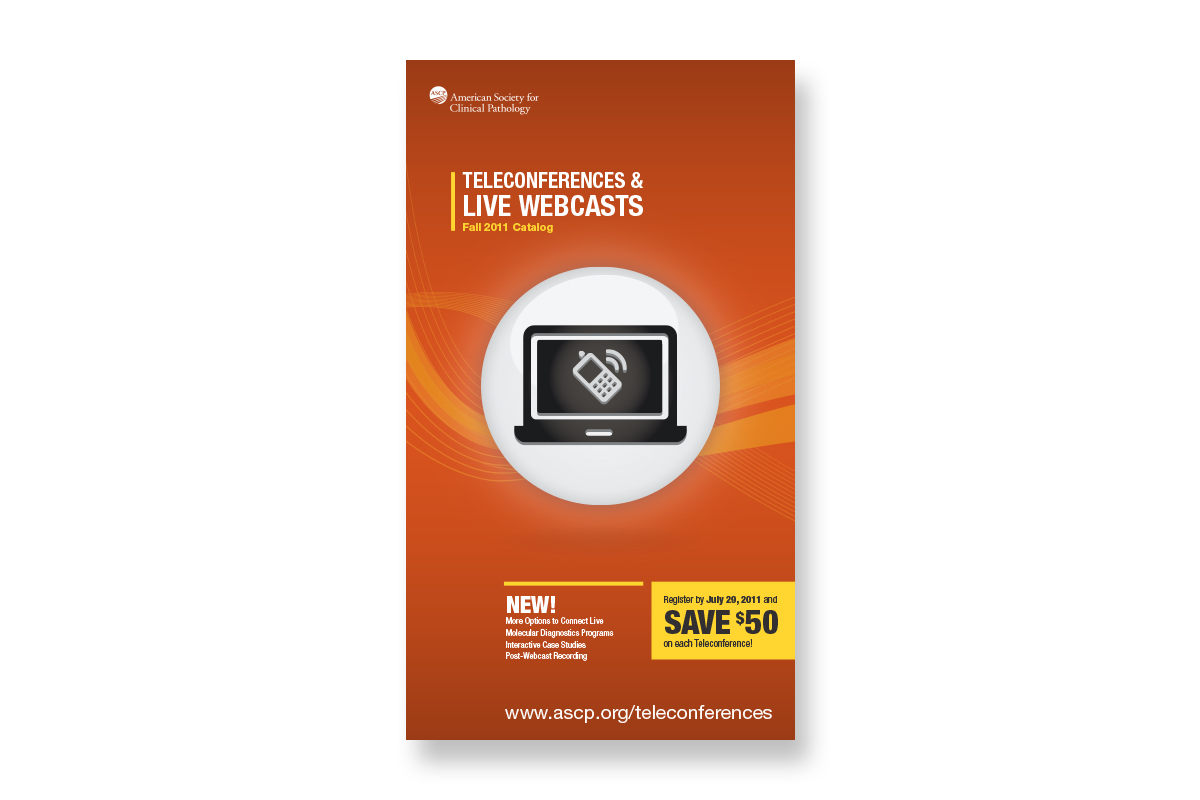 ASCP
American Society for
Clinical Pathology
TELECONFERENCES &
LIVE WEBCASTS
Fall 2011 Catalog
NEW!
More Options to Connect Live
Molecular Diagnostics Programs
Interactive Case Studies
Post-Webcast Recording
Register by July 29, 2011 and
SAVE $50
on each Teleconference!
www.ascp.org/teleconferences